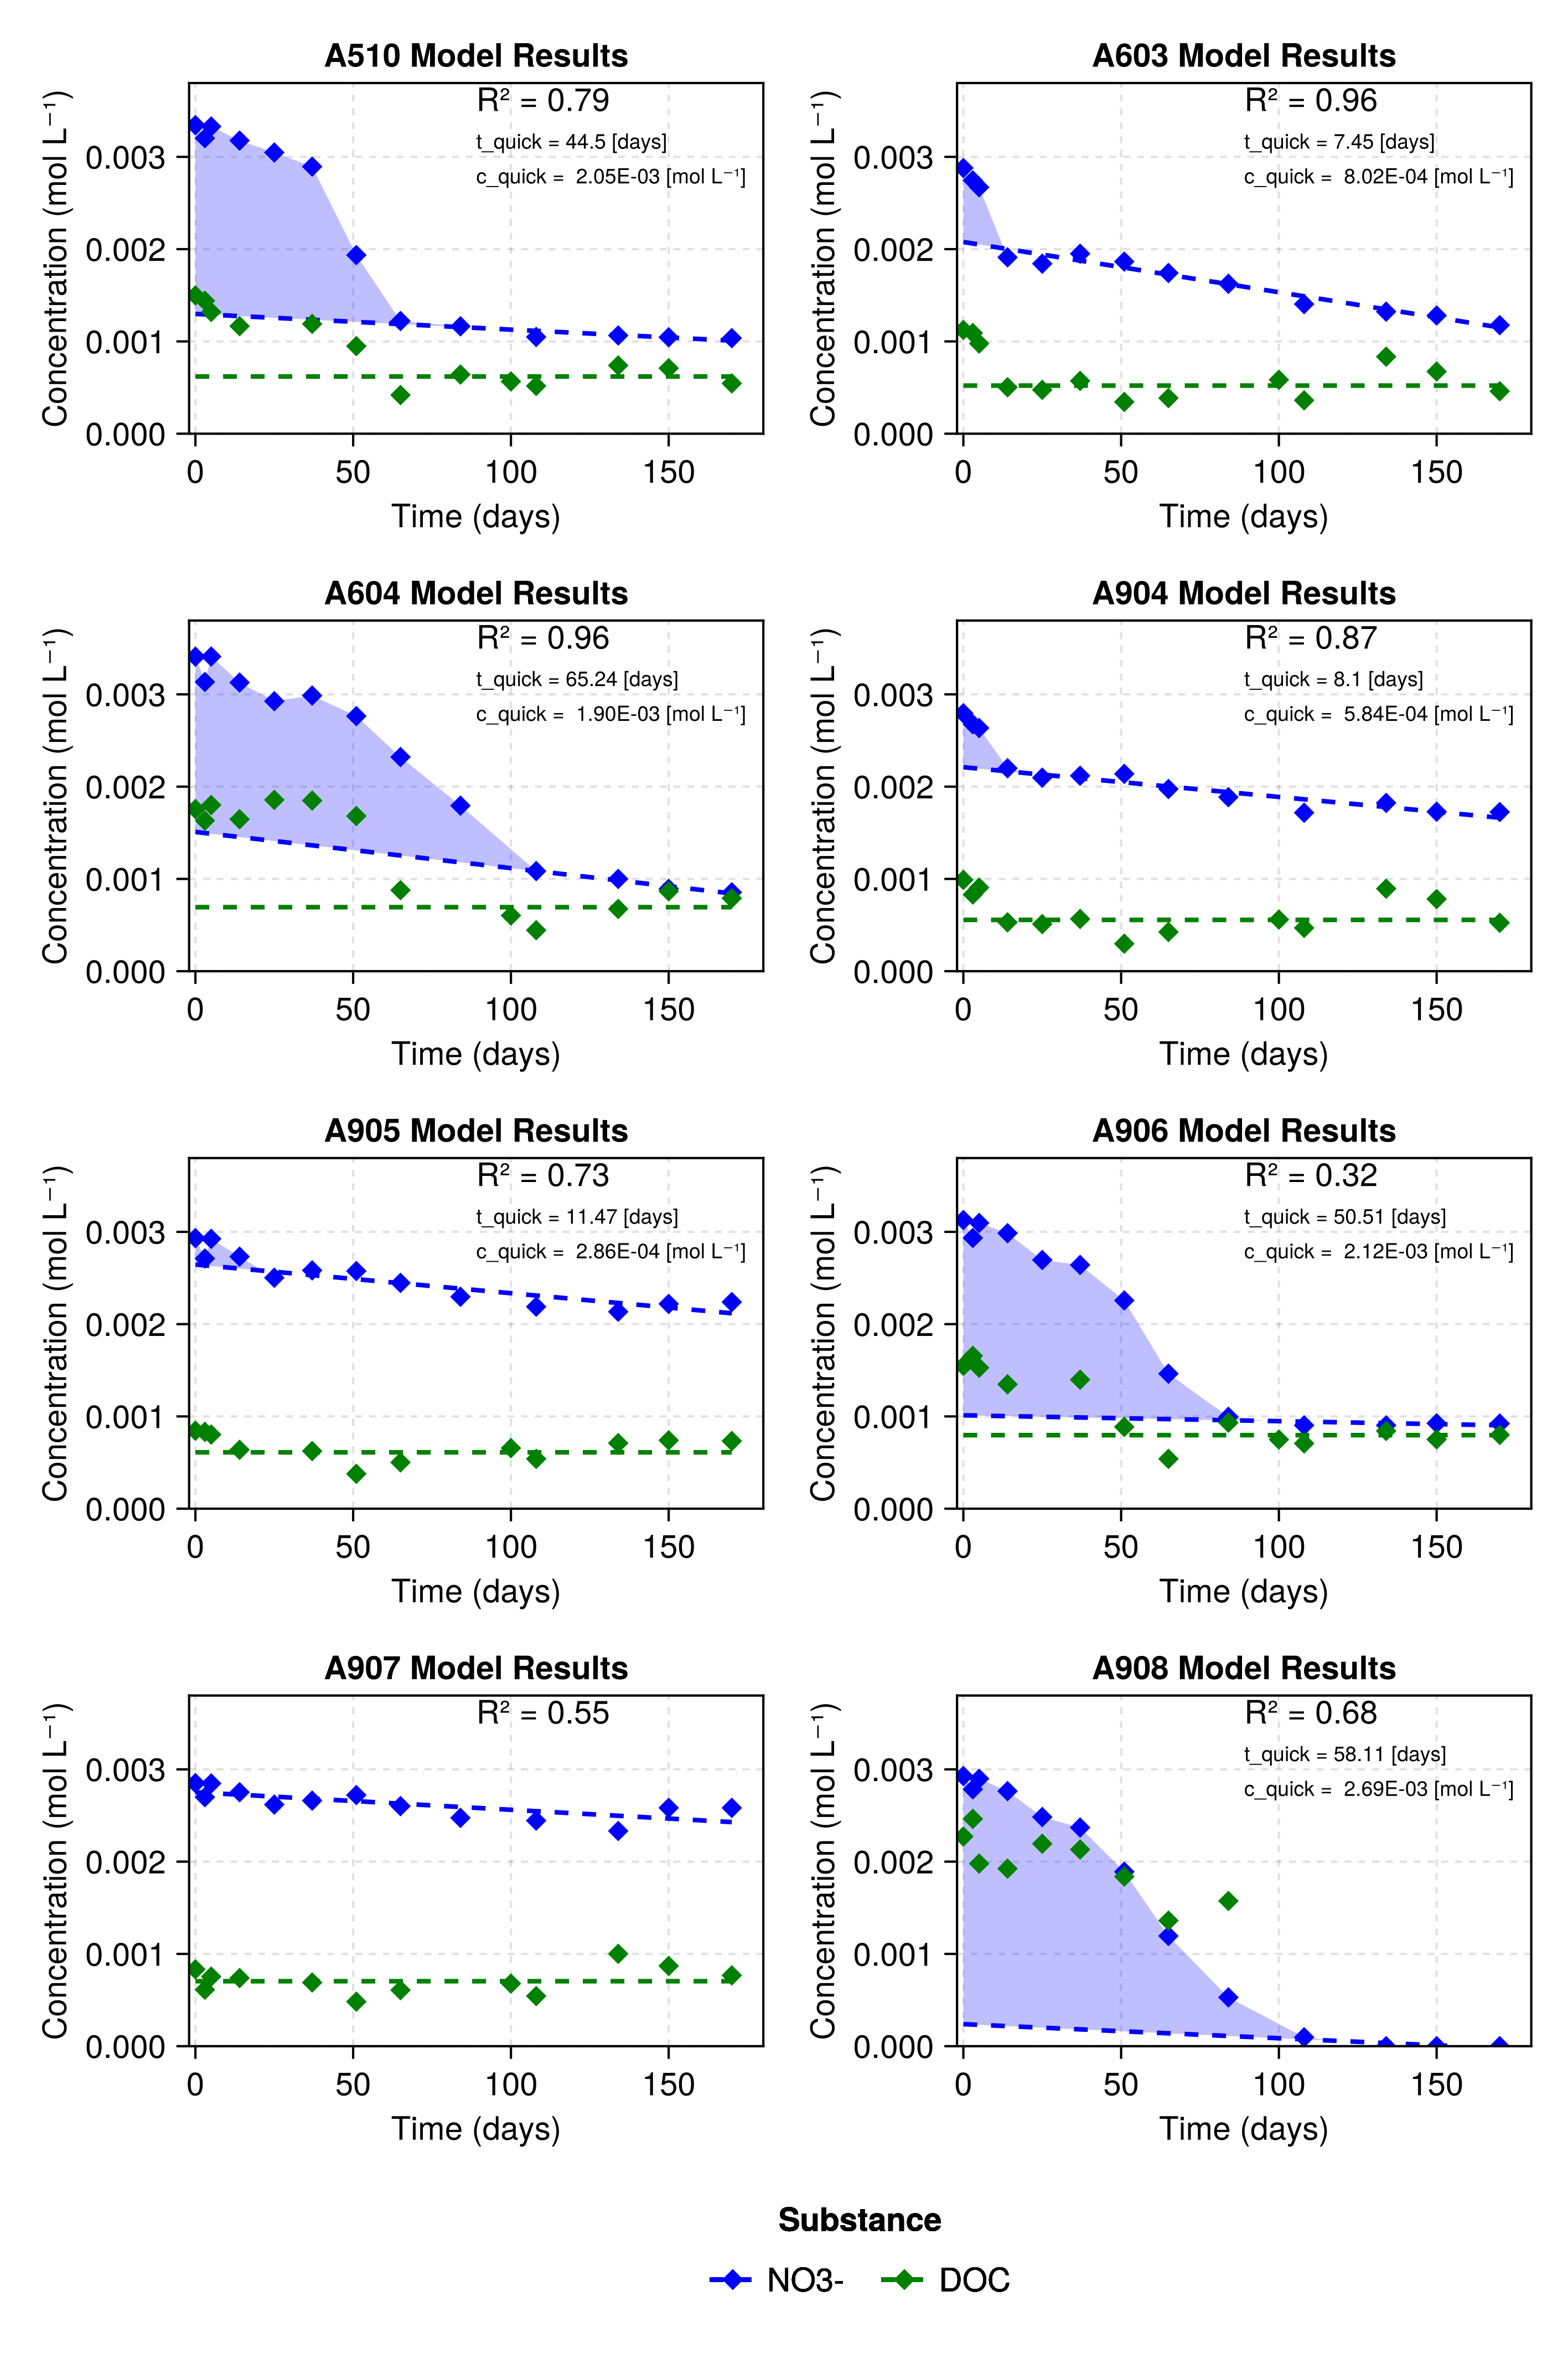 A510 Model Results
R² = 0.79
t_quick = 44.5 [days]
c_quick =  2.05E-03 [mol L⁻¹]
Concentration (mol L⁻¹)
0.003
0.002
0.001
0.000
0 50 100 150
Time (days)
A603 Model Results
R² = 0.96
t_quick = 7.45 [days]
c_quick =  8.02E-04 [mol L⁻¹]
Concentration (mol L⁻¹)
0.003
0.002
0.001
0.000
0 50 100 150
Time (days)
A604 Model Results
R² = 0.96
t_quick = 65.24 [days]
c_quick =  1.90E-03 [mol L⁻¹]
Concentration (mol L⁻¹)
0.003
0.002
0.001
0.000
0 50 100 150
Time (days)
A904 Model Results
R² = 0.87
t_quick = 8.1 [days]
c_quick =  5.84E-04 [mol L⁻¹]
Concentration (mol L⁻¹)
0.003
0.002
0.001
0.000
0 50 100 150
Time (days)
A905 Model Results
R² = 0.73
t_quick = 11.47 [days]
c_quick =  2.86E-04 [mol L⁻¹]
Concentration (mol L⁻¹)
0.003
0.002
0.001
0.000
0 50 100 150
Time (days)
A906 Model Results
R² = 0.32
t_quick = 50.51 [days]
c_quick =  2.12E-03 [mol L⁻¹]
Concentration (mol L⁻¹)
0.003
0.002
0.001
0.000
0 50 100 150
Time (days)
A907 Model Results
R² = 0.55
Concentration (mol L⁻¹)
0.003
0.002
0.001
0.000
0 50 100 150
Time (days)
A908 Model Results
R² = 0.68
t_quick = 58.11 [days]
c_quick =  2.69E-03 [mol L⁻¹]
Concentration (mol L⁻¹)
0.003
0.002
0.001
0.000
0 50 100 150
Time (days)
Substance
NO3- DOC